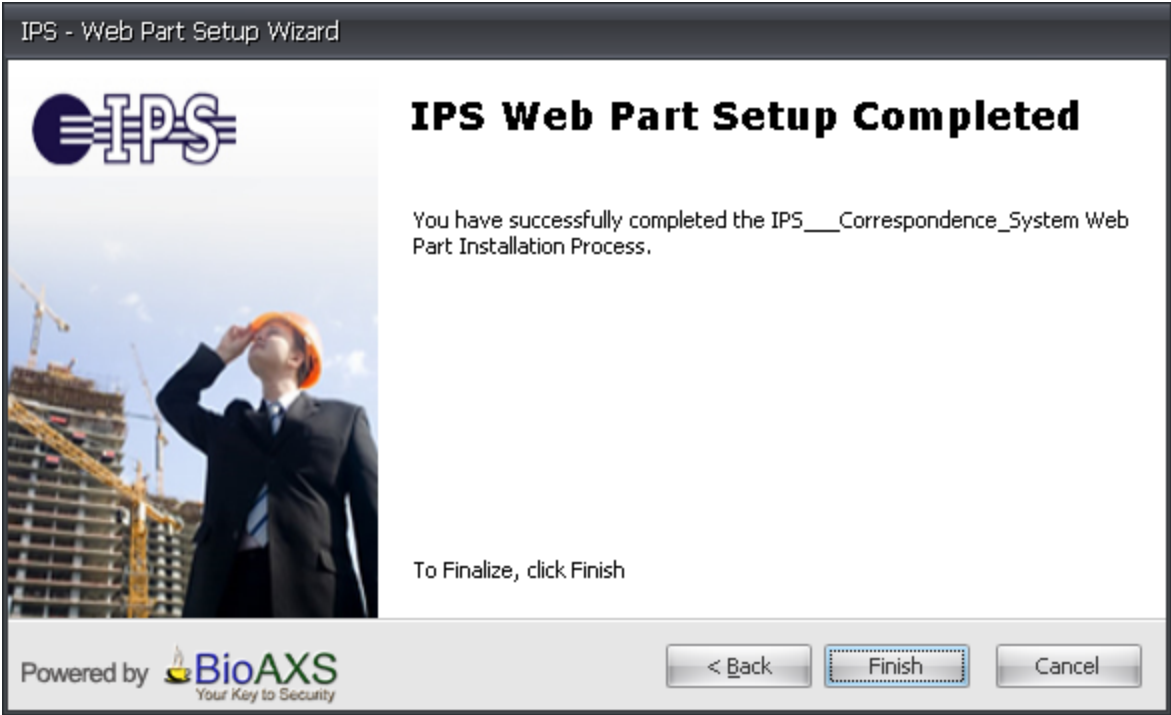 IPS - Web Part Setup Wizard
IPS
IPS Web Part Setup Completed
You have successfully completed the IPS___Correspondence_System Web
Part Installation Process.
To Finalize, click Finish
Powered by BioAXS
Your Key to Security
< Back Finish Cancel